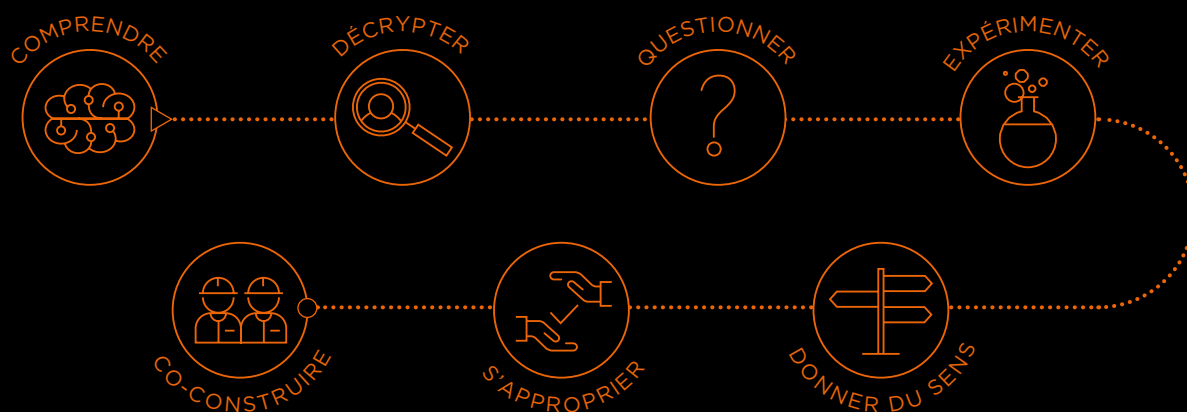 COMPRENDRE
DÉCRYPTER
QUESTIONNER
EXPÉRIMENTER
DONNER DU SENS
S'APPROPRIER
CO-CONSTRUIRE